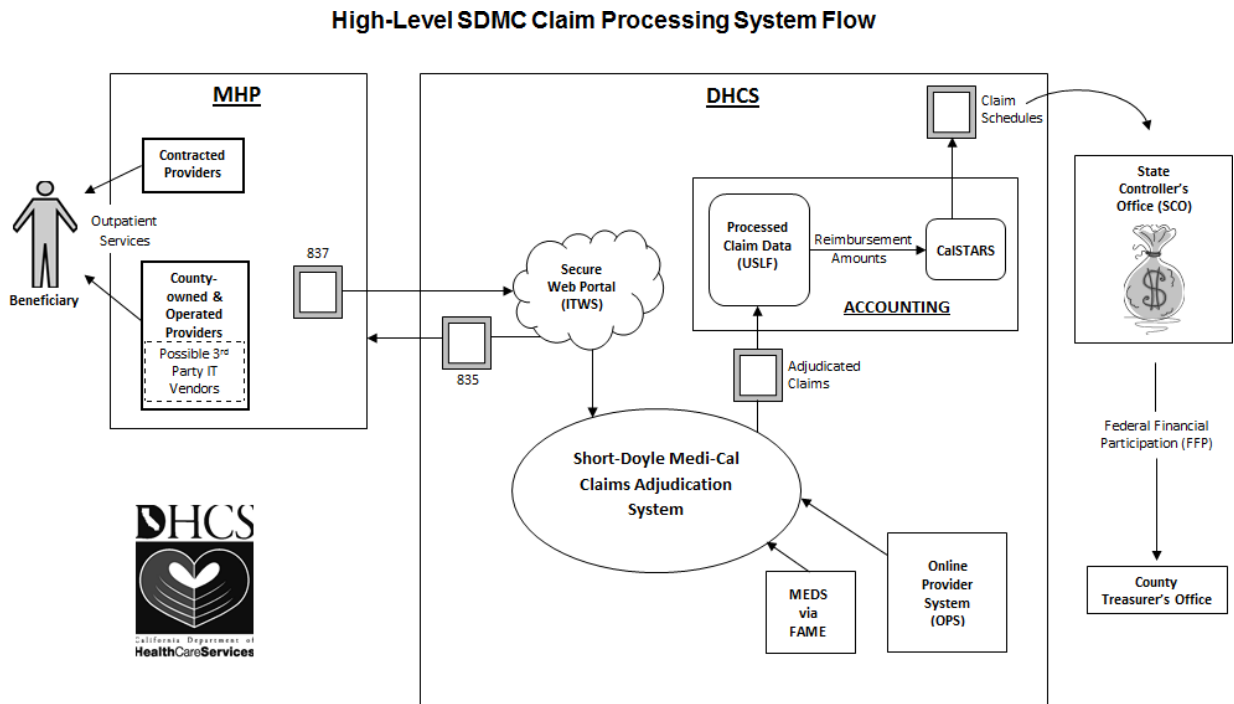 High-Level SDMC Claim Processing System Flow
MHP
Contracted
Providers
Outpatient
Services
Beneficiary
County-
owned &
Operated
Providers
Possible 3rd
Party IT
Vendors
837
835
DHCS
Secure
Web Portal
(ITWS)
Claim
Schedules
Processed
Claim Data
(USLF)
Reimbursement
Amounts
CalSTARS
ACCOUNTING
Adjudicated
Claims
Short-Doyle Medi-Cal
Claims Adjudication
System
MEDS
via
FAME
Online
Provider
System
(OPS)
State
Controller's
Office (SCO)
$
Federal Financial
Participation (FFP)
County
Treasurer's Office
DHCS
California Department of
HealthCareServices